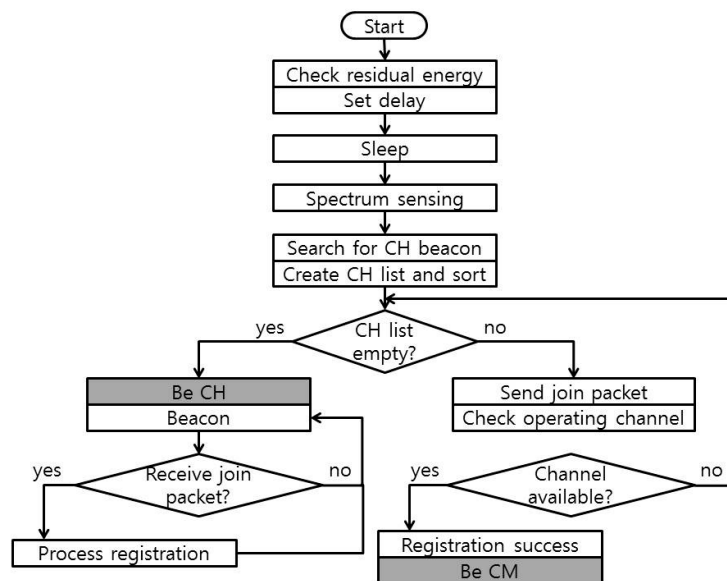 Start
Check residual energy
Set delay
Sleep
Spectrum sensing
Search for CH beacon
Create CH list and sort
yes
CH list
empty?
no
Be CH
Beacon
Send join packet
Check operating channel
yes
Receive join
packet?
no
yes
Channel
available?
no
Process registration
Registration success
Be CM